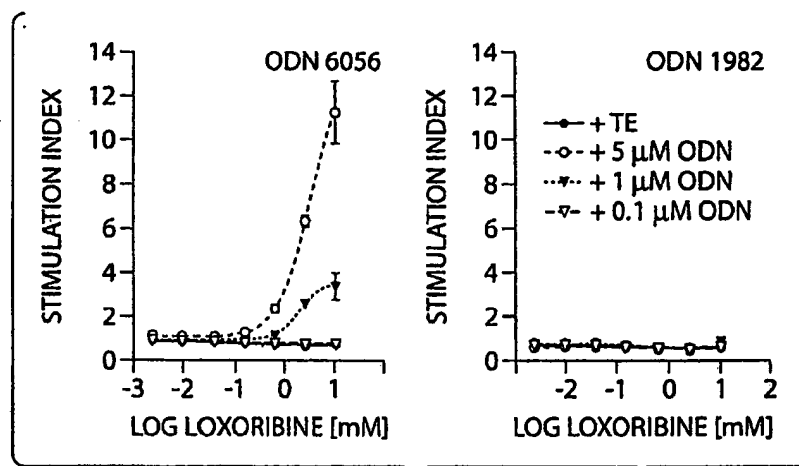 ODN 6056
STIMULATION INDEX
14
12
10
8
6
4
2
0
-3 -2 -1 0 1
LOG LOXORIBINE [mM]
ODN 1982
STIMULATION INDEX
14
12
10
8
6
4
2
0
-2 -1 0 1 2
LOG LOXORIBINE [mM]
+ TE
+ 5 μM ODN
+ 1 μM ODN
+ 0.1 μM ODN